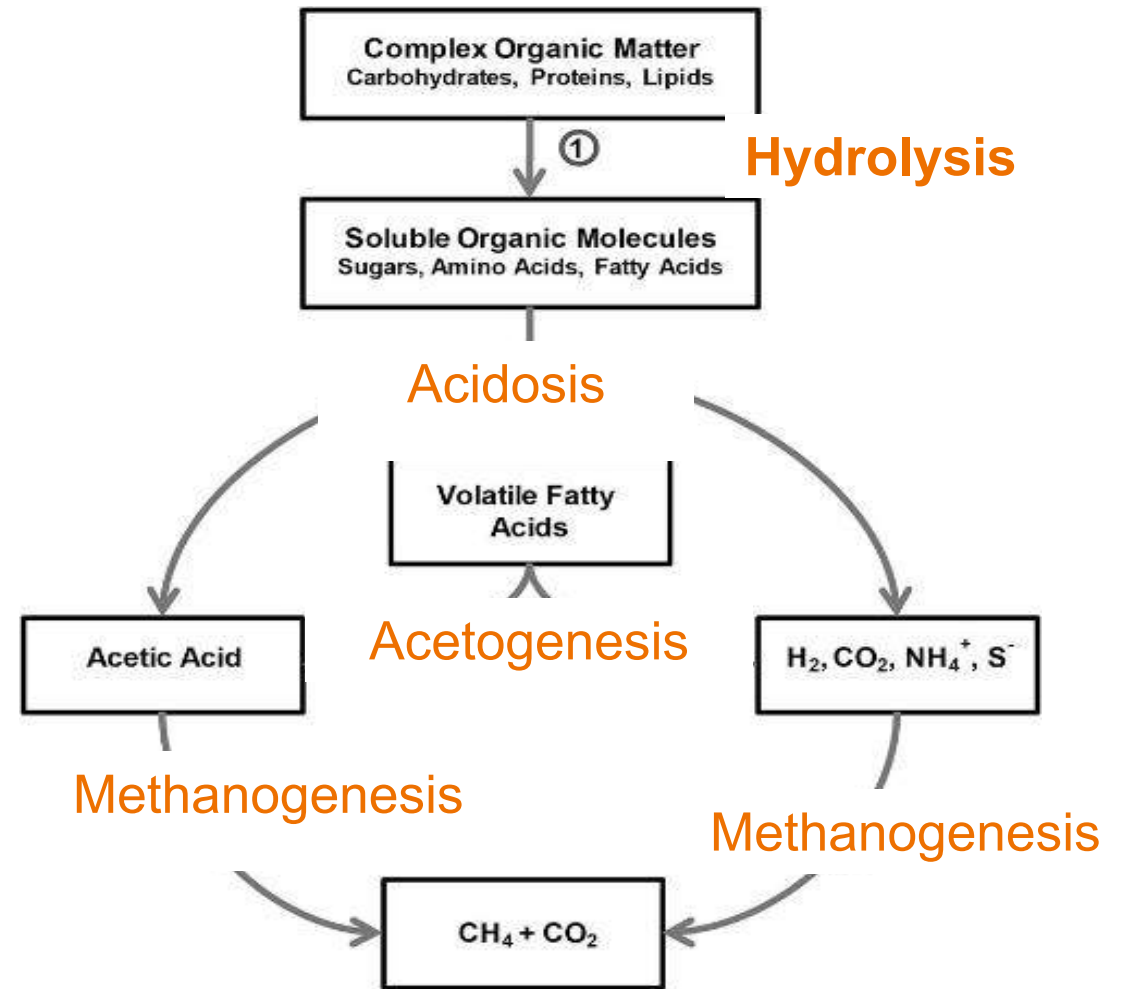 Complex Organic Matter
Carbohydrates, Proteins, Lipids
①
Hydrolysis
Soluble Organic Molecules
Sugars, Amino Acids, Fatty Acids
Acidosis
Volatile Fatty
Acids
Acetogenesis
Acetic Acid
H₂, CO₂, NH₄⁺, S⁻
Methanogenesis
Methanogenesis
CH₄ + CO₂